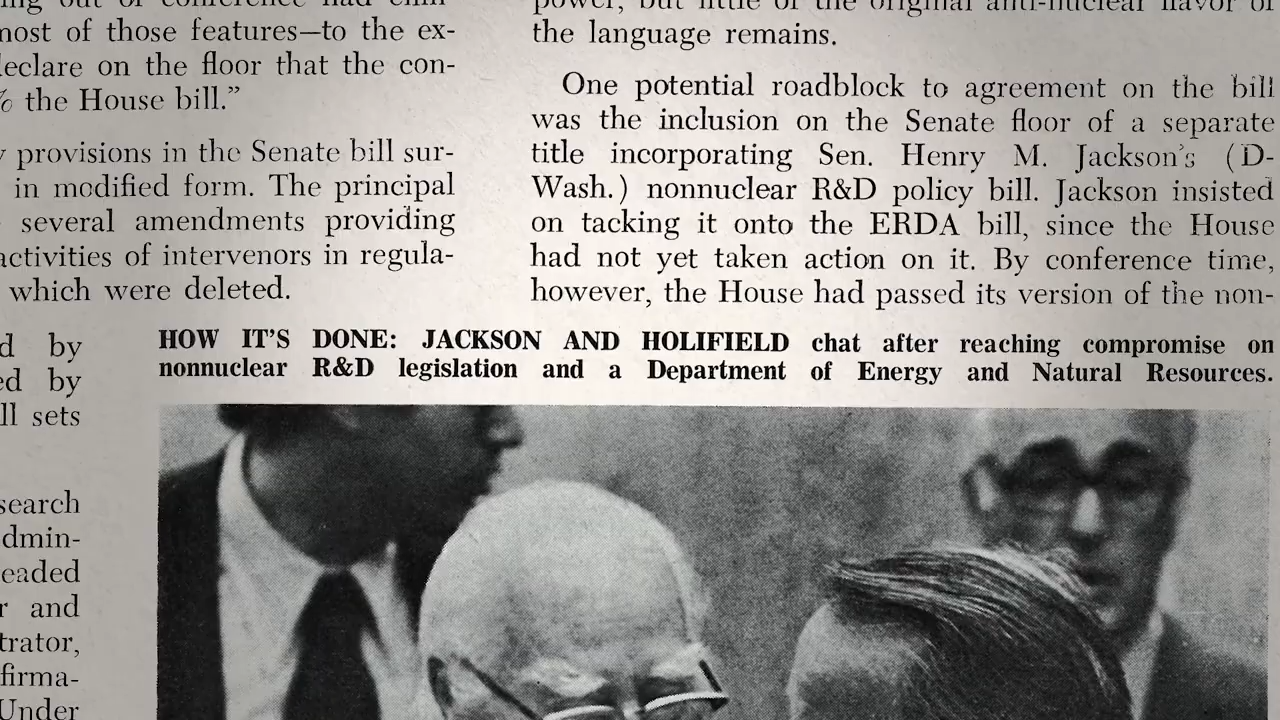 most of those features—to the ex-
declare on the floor that the con-
the House bill.”
provisions in the Senate bill sur-
in modified form. The principal
several amendments providing
activities of intervenors in regula-
which were deleted.
by
by
sets
search
admin-
headed
and
trator,
firma-
Under
power, but little of the original anti-nuclear flavor of
the language remains.
One potential roadblock to agreement on the bill
was the inclusion on the Senate floor of a separate
title incorporating Sen. Henry M. Jackson’s (D-
Wash.) nonnuclear R&D policy bill. Jackson insisted
on tacking it onto the ERDA bill, since the House
had not yet taken action on it. By conference time,
however, the House had passed its version of the non-
HOW IT’S DONE: JACKSON AND HOLIFIELD chat after reaching compromise on
nonnuclear R&D legislation and a Department of Energy and Natural Resources.